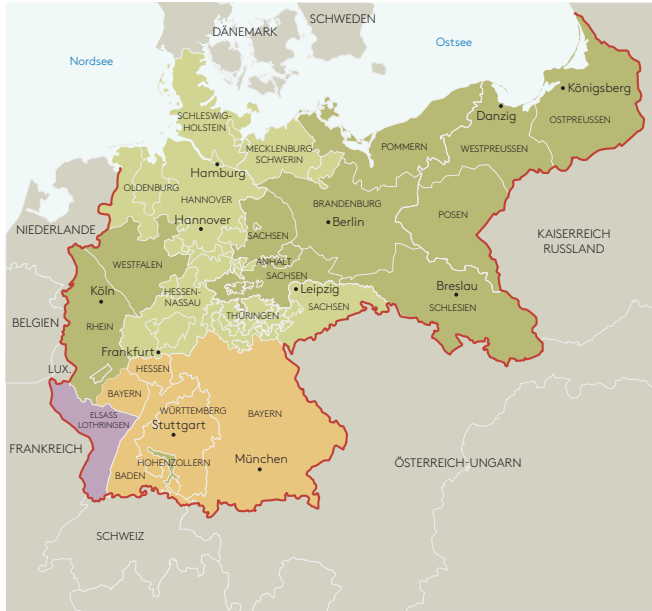 SCHWEDEN
DÄNEMARK
Nordsee
Ostsee
Königsberg
SCHLESWIG-
HOLSTEIN
Danzig
OSTPREUSSEN
MECKLENBURG
SCHWERIN
POMMERN
WESTPREUSSEN
Hamburg
OLDENBURG
HANNOVER
BRANDENBURG
Hannover
Berlin
POSEN
NIEDERLANDE
SACHSEN
KAISERREICH
RUSSLAND
WESTFALEN
ANHALT
SACHSEN
Köln
HESSEN-
NASSAU
Leipzig
Breslau
SACHSEN
SCHLESIEN
THÜRINGEN
BELGIEN
RHEIN
Frankfurt
LUX.
HESSEN
BAYERN
ELSASS
LOTHRINGEN
WÜRTTEMBERG
BAYERN
Stuttgart
FRANKREICH
HOHENZOLLERN
München
ÖSTERREICH-UNGARN
BADEN
SCHWEIZ